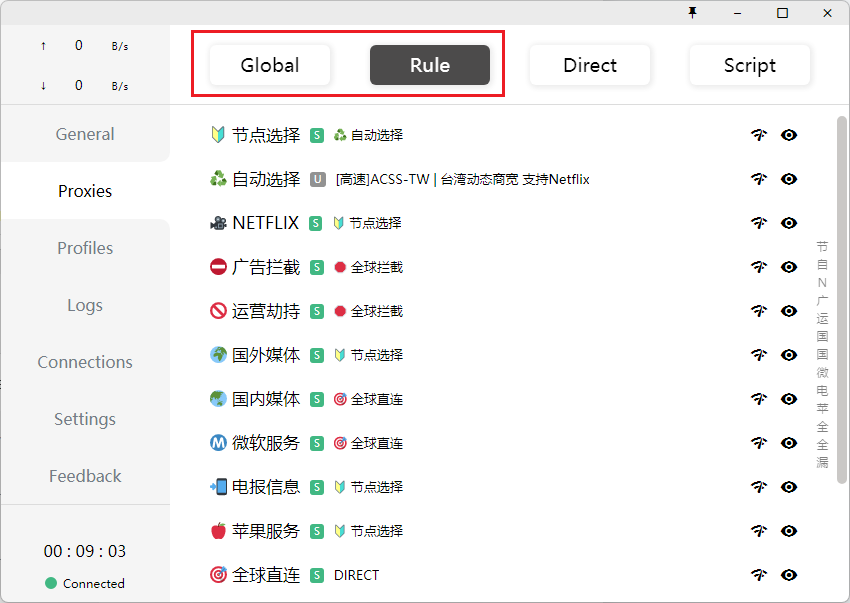 ↑ 0 B/s
↓ 0 B/s
General
Proxies
Profiles
Logs
Connections
Settings
Feedback
00 : 09 : 03
Connected
Global Rule Direct Script
节点选择 S 自动选择
自动选择 U [高速]ACSS-TW | 台湾动态商宽 支持Netflix
NETFLIX S 节点选择
广告拦截 S 全球拦截
运营劫持 S 全球拦截
国外媒体 S 节点选择
国内媒体 S 全球直连
M 微软服务 S 全球直连
电报信息 S 节点选择
苹果服务 S 节点选择
全球直连 S DIRECT
节
自
N
广
运
国
国
微
电
苹
全
全
漏